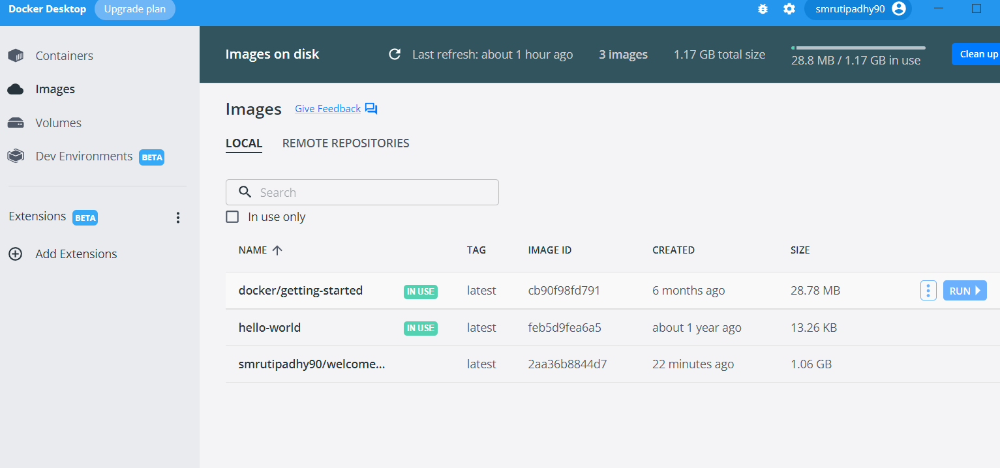 Docker Desktop Upgrade plan smrutipadhy90
Containers
Images
Volumes
Dev Environments BETA
Extensions BETA
Add Extensions
Images on disk Last refresh: about 1 hour ago 3 images 1.17 GB total size 28.8 MB / 1.17 GB in use Clean up
Images Give Feedback
LOCAL REMOTE REPOSITORIES
Search
In use only
NAME TAG IMAGE ID CREATED SIZE
docker/getting-started IN USE latest cb90f98fd791 6 months ago 28.78 MB RUN
hello-world IN USE latest feb5d9fea6a5 about 1 year ago 13.26 KB
smrutipadhy90/welcome... latest 2aa36b8844d7 22 minutes ago 1.06 GB